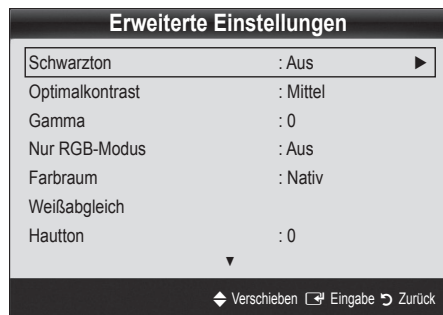 Erweiterte Einstellungen
Schwarzton : Aus
Optimalkontrast : Mittel
Gamma : 0
Nur RGB-Modus : Aus
Farbraum : Nativ
Weißabgleich
Hautton : 0
Verschieben Eingabe Zurück